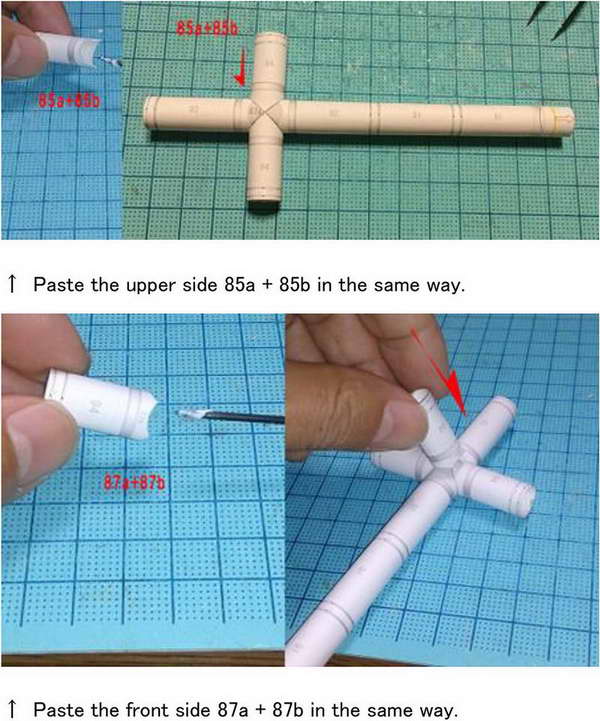 85a+85b
85a+85b
↑ Paste the upper side 85a + 85b in the same way.
87a+87b
↑ Paste the front side 87a + 87b in the same way.